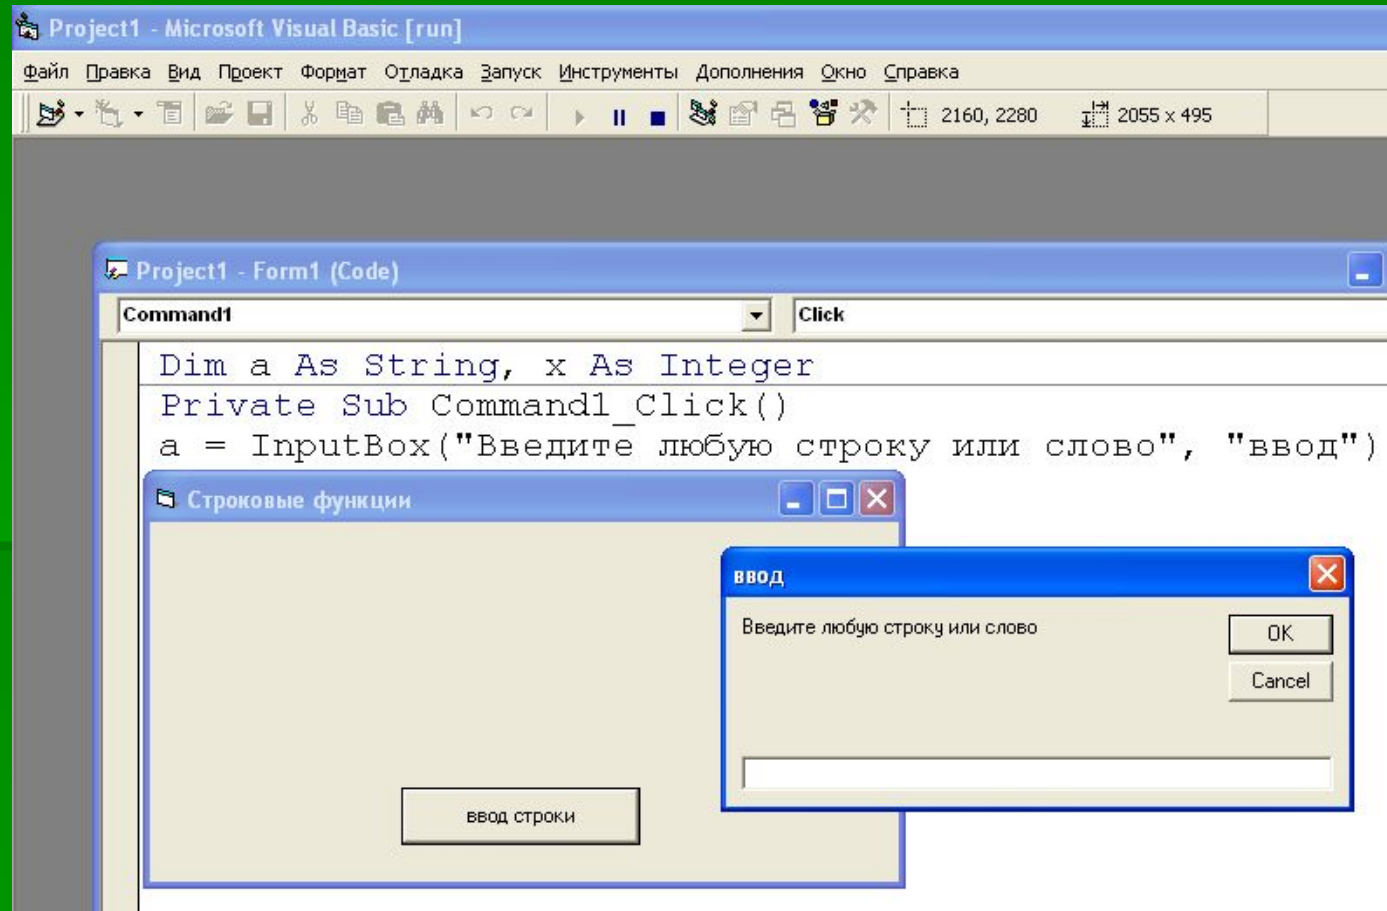 Project1 - Microsoft Visual Basic [run]
Файл Правка Вид Проект Формат Отладка Запуск Инструменты Дополнения Окно Справка
2160, 2280 2055 x 495
Project1 - Form1 (Code)
Command1 Click
Dim a As String, x As Integer
Private Sub Command1_Click()
a = InputBox("Введите любую строку или слово", "ввод")
Строковые функции
ввод
Введите любую строку или слово
OK
Cancel
ввод строки